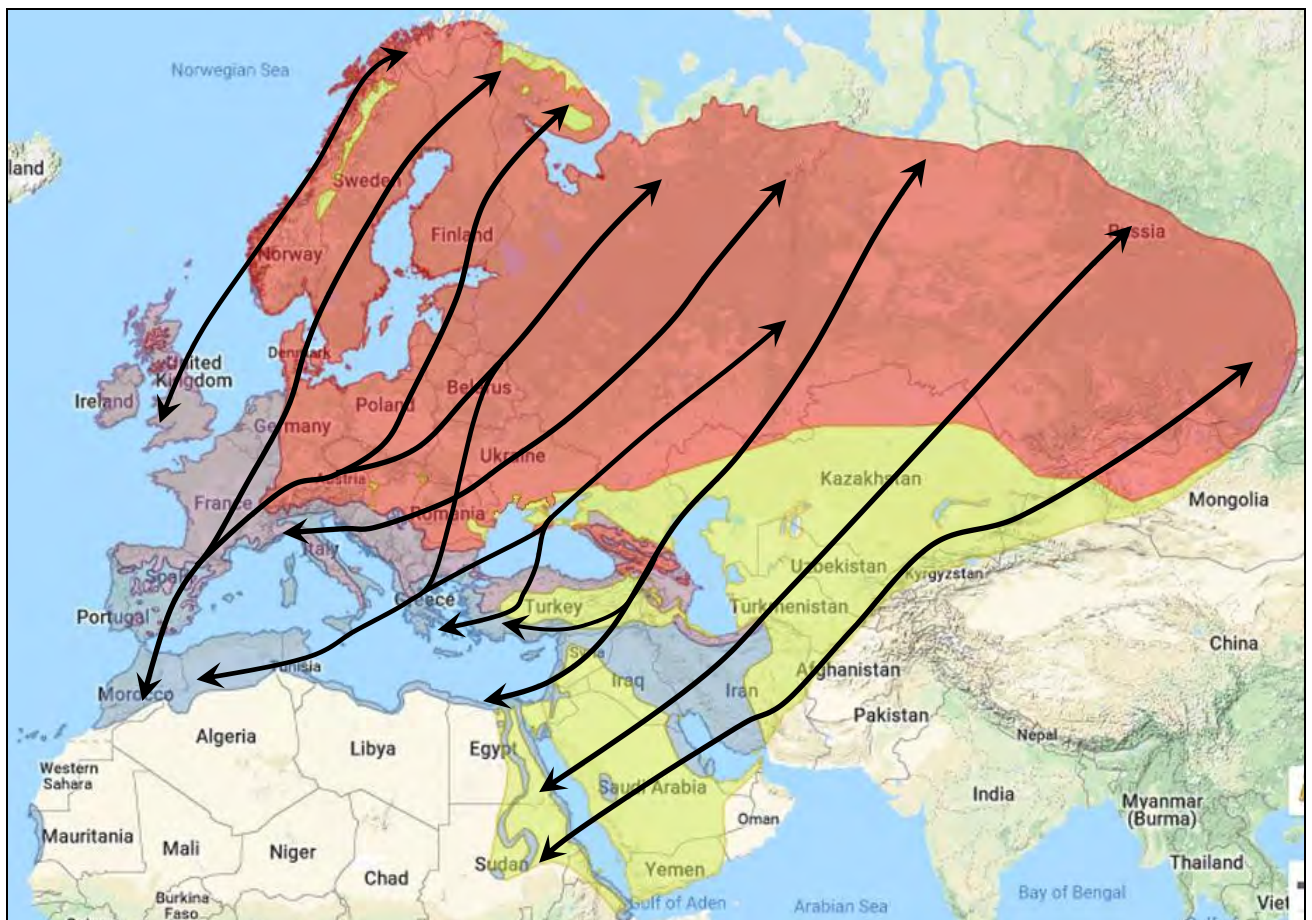 Norwegian Sea
land
Sweden
Finland
Norway
Russia
United
Kingdom
Denmark
Ireland
Belarus
Poland
Germany
Ukraine
Austria
Kazakhstan
France
Romania
Mongolia
Italy
Uzbekistan
Kyrgyzstan
Spain
Greece
Turkey
Turkmenistan
Portugal
China
Syria
Tunisia
Afghanistan
Iraq
Iran
Morocco
Pakistan
Algeria
Libya
Egypt
Nepal
Western
Sahara
Saudi Arabia
India
Myanmar
(Burma)
Oman
Mauritania
Mali
Niger
Sudan
Yemen
Thailand
Chad
Burkina
Faso
Gulf of Aden
Arabian Sea
Bay of Bengal
Viet